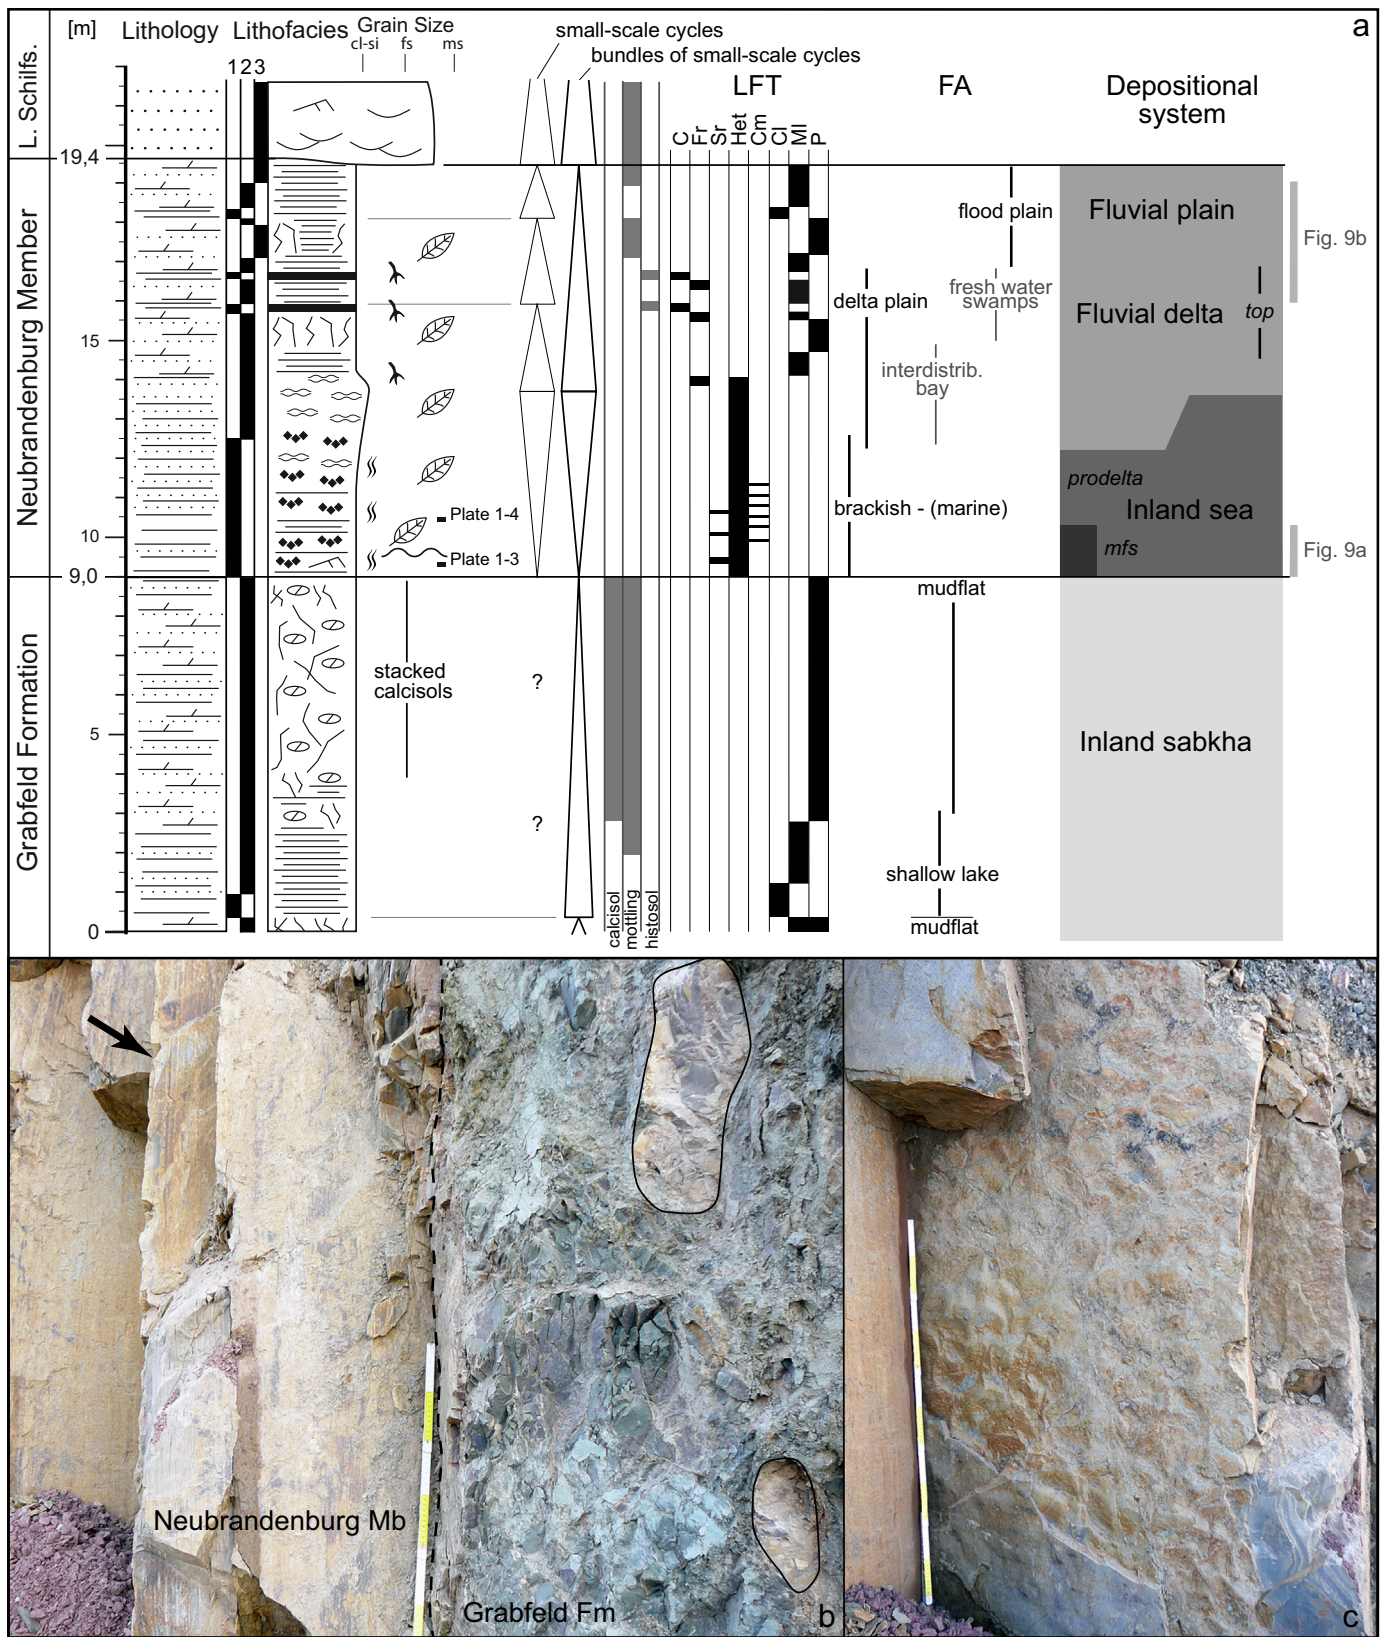 a
L. Schilfs.
[m]
Lithology
Lithofacies
Grain Size
cl-si
fs
ms
1 2 3
small-scale cycles
bundles of small-scale cycles
LFT
FA
Depositional
system
C
Fr
Sr
Het
Cm
Cl
Ml
P
19,4
Neubrandenburg Member
15
10
9,0
Plate 1-4
Plate 1-3
flood plain
delta plain
fresh water
swamps
interdistrib.
bay
brackish - (marine)
Fluvial plain
Fluvial delta
top
prodelta
Inland sea
mfs
Fig. 9b
Fig. 9a
Grabfeld Formation
5
0
stacked
calcisols
?
?
calcisol
mottling
histosol
mudflat
shallow lake
mudflat
Inland sabkha
Neubrandenburg Mb
Grabfeld Fm
b
c